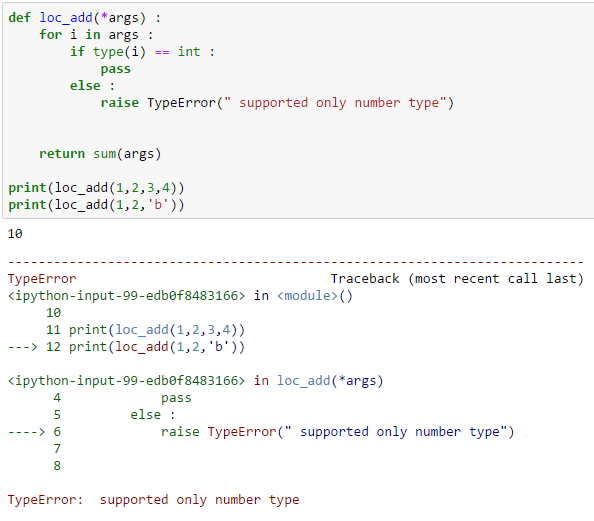 def loc_add(*args) :
    for i in args :
        if type(i) == int :
            pass
        else :
            raise TypeError(" supported only number type")
    return sum(args)
print(loc_add(1,2,3,4))
print(loc_add(1,2,'b'))
10
---------------------------------------------------------------------------
TypeError                                 Traceback (most recent call last)
<ipython-input-99-edb0f8483166> in <module>()
     10
     11 print(loc_add(1,2,3,4))
---> 12 print(loc_add(1,2,'b'))
<ipython-input-99-edb0f8483166> in loc_add(*args)
      4             pass
      5         else :
----> 6             raise TypeError(" supported only number type")
      7
      8
TypeError:  supported only number type